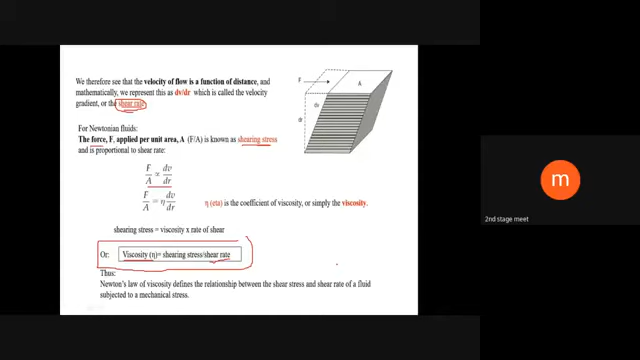 We therefore see that the velocity of flow is a function of distance, and
mathematically, we represent this as dv/dr which is called the velocity
gradient, or the shear rate.
F
A
dv
dr
For Newtonian fluids:
The force, F, applied per unit area, A (F/A) is known as shearing stress
and is proportional to shear rate:
F/A ∝ dv/dr
F/A = η dv/dr
η (eta) is the coefficient of viscosity, or simply the viscosity.
shearing stress = viscosity x rate of shear
Or: Viscosity (η)= shearing stress/shear rate
Thus:
Newton's law of viscosity defines the relationship between the shear stress and shear rate of a fluid
subjected to a mechanical stress.
m
2nd stage meet